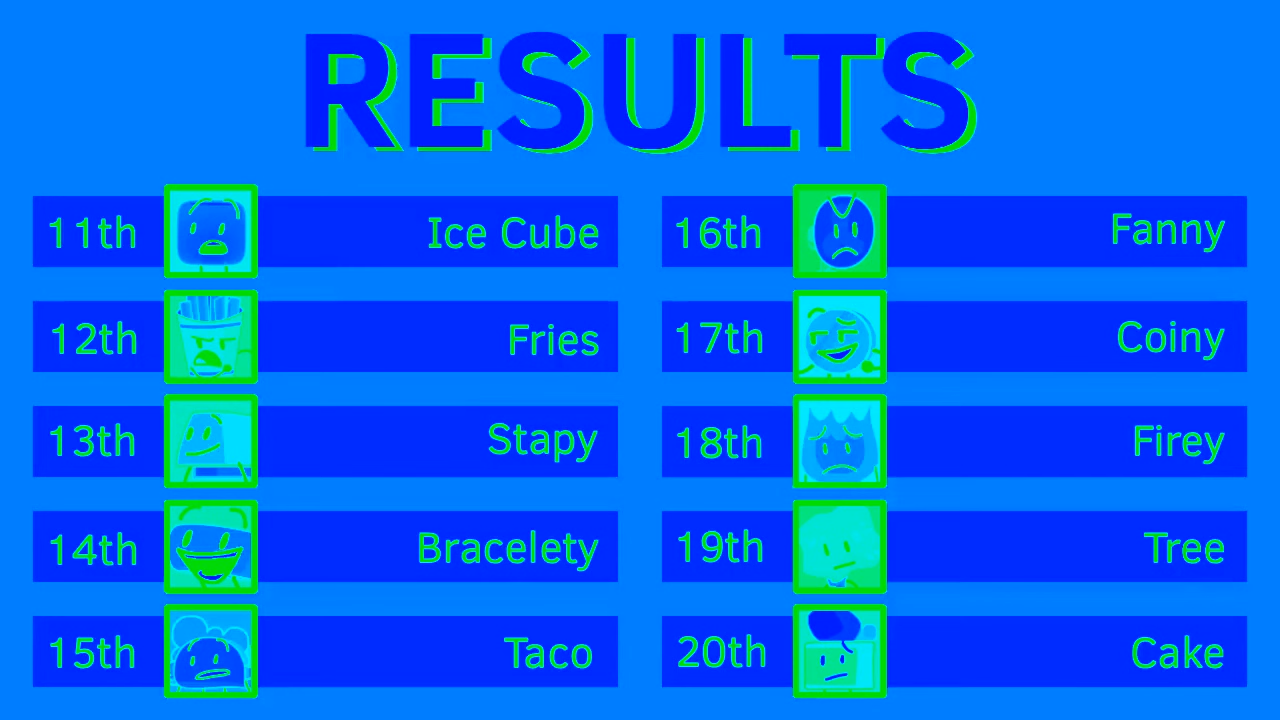 RESULTS
11th Ice Cube
12th Fries
13th Stapy
14th Bracelety
15th Taco
16th Fanny
17th Coiny
18th Firey
19th Tree
20th Cake